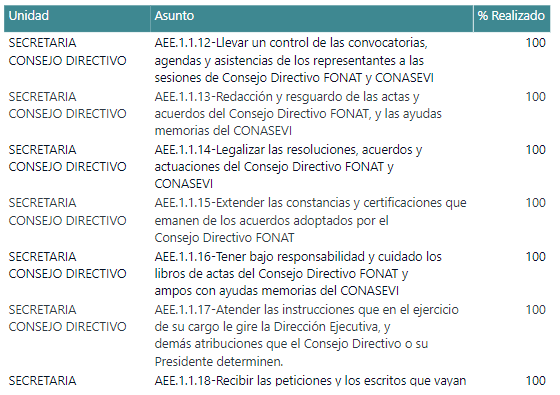 Unidad Asunto % Realizado
SECRETARIA AEE.1.1.12-Llevar un control de las convocatorias, 100
CONSEJO DIRECTIVO agendas y asistencias de los representantes a las
sesiones de Consejo Directivo FONAT y CONASEVI
SECRETARIA AEE.1.1.13-Redacción y resguardo de las actas y 100
CONSEJO DIRECTIVO acuerdos del Consejo Directivo FONAT, y las ayudas
memorias del CONASEVI
SECRETARIA AEE.1.1.14-Legalizar las resoluciones, acuerdos y 100
CONSEJO DIRECTIVO actuaciones del Consejo Directivo FONAT y
CONASEVI
SECRETARIA AEE.1.1.15-Extender las constancias y certificaciones que 100
CONSEJO DIRECTIVO emanen de los acuerdos adoptados por el
Consejo Directivo FONAT
SECRETARIA AEE.1.1.16-Tener bajo responsabilidad y cuidado los 100
CONSEJO DIRECTIVO libros de actas del Consejo Directivo FONAT y
ampos con ayudas memorias del CONASEVI
SECRETARIA AEE.1.1.17-Atender las instrucciones que en el ejercicio 100
CONSEJO DIRECTIVO de su cargo le gire la Dirección Ejecutiva, y
demás atribuciones que el Consejo Directivo o su
Presidente determinen.
SECRETARIA AEE.1.1.18-Recibir las peticiones y los escritos que vayan 100